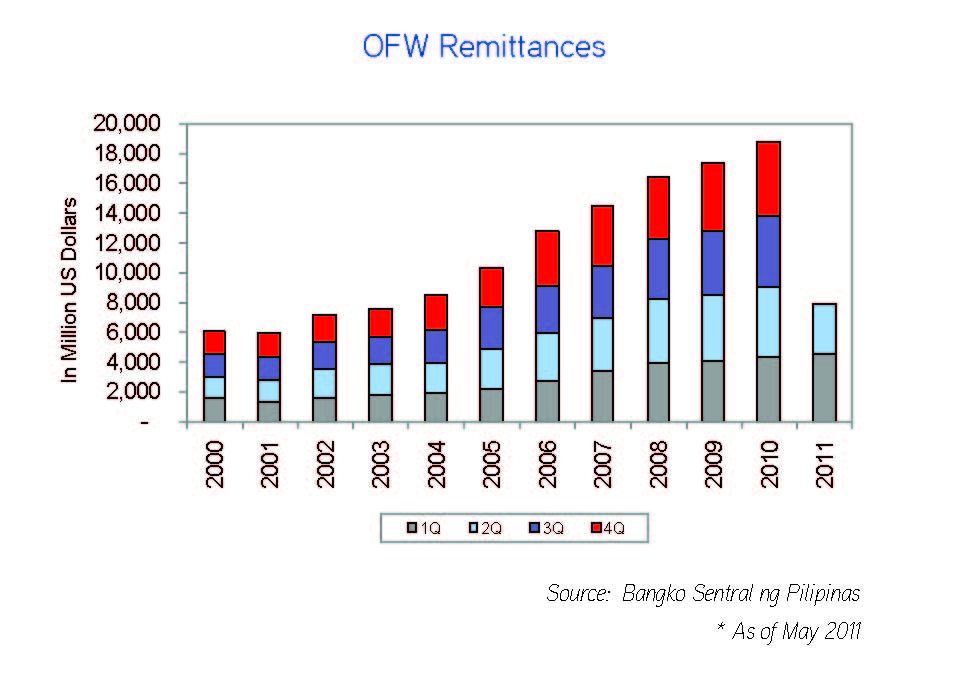 OFW Remittances
In Million US Dollars
20,000
18,000
16,000
14,000
12,000
10,000
8,000
6,000
4,000
2,000
-
2000 2001 2002 2003 2004 2005 2006 2007 2008 2009 2010 2011
1Q 2Q 3Q 4Q
Source: Bangko Sentral ng Pilipinas
* As of May 2011